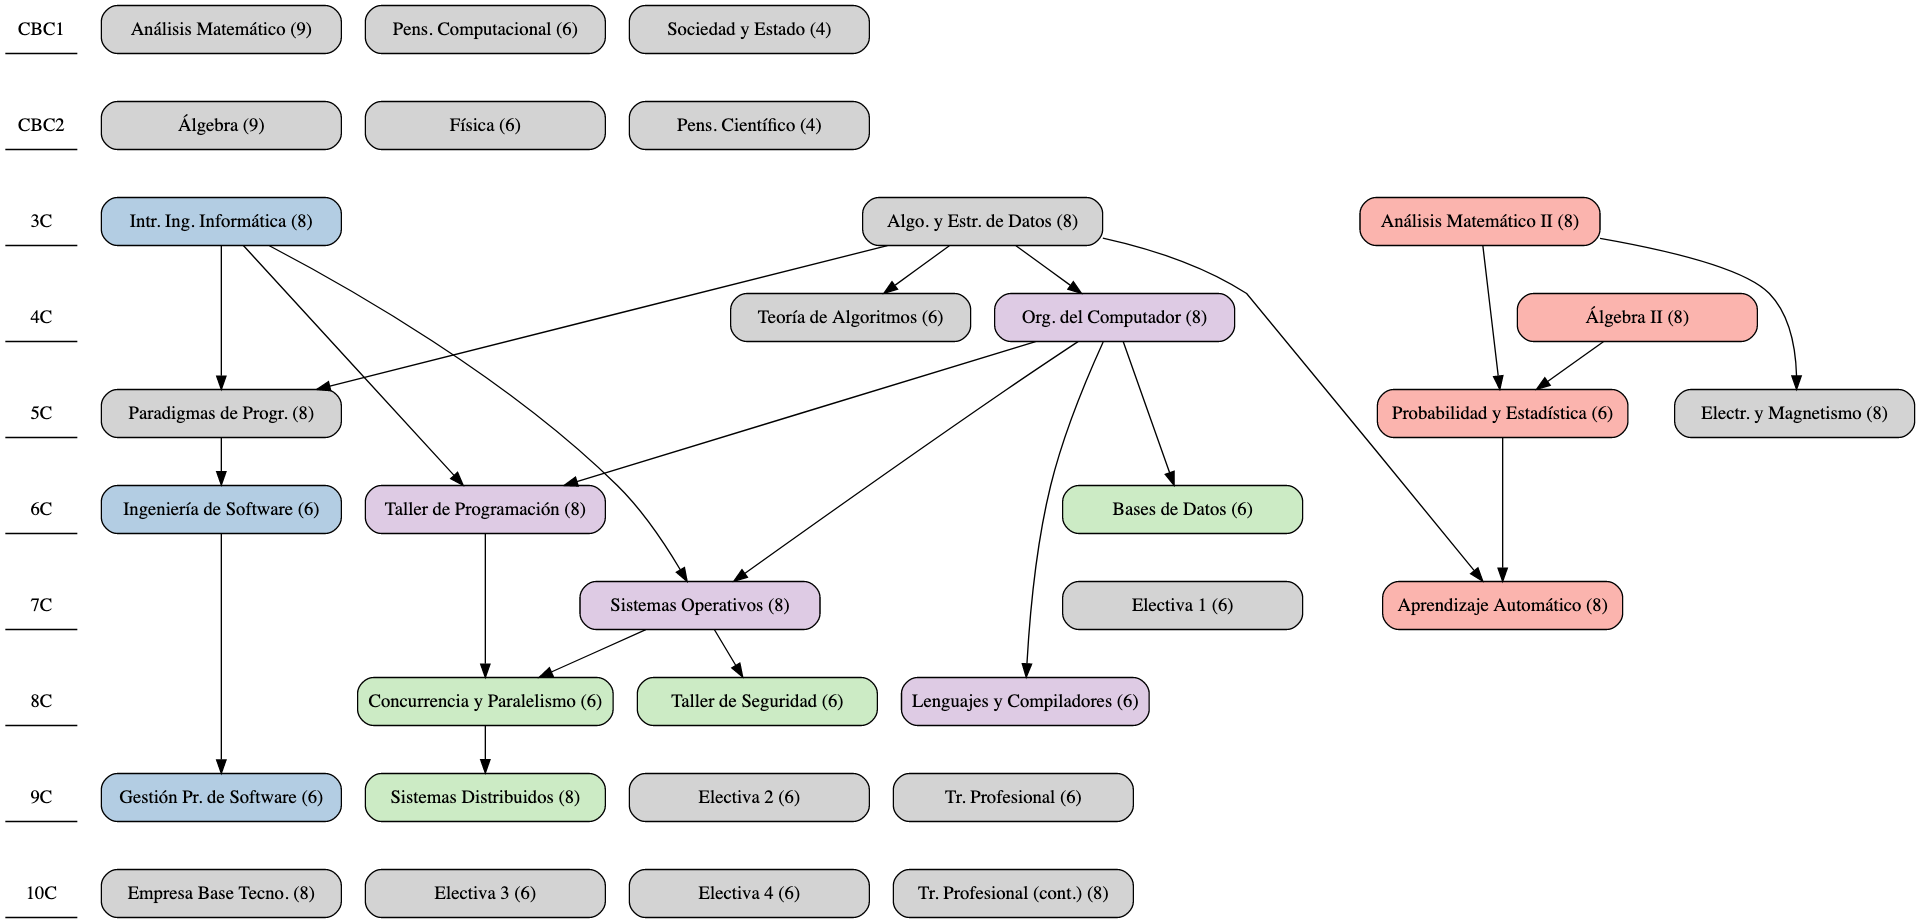 CBC1
Análisis Matemático (9)
Pens. Computacional (6)
Sociedad y Estado (4)
CBC2
Álgebra (9)
Física (6)
Pens. Científico (4)
3C
Intr. Ing. Informática (8)
Algo. y Estr. de Datos (8)
Análisis Matemático II (8)
4C
Teoría de Algoritmos (6)
Org. del Computador (8)
Álgebra II (8)
5C
Paradigmas de Progr. (8)
Probabilidad y Estadística (6)
Electr. y Magnetismo (8)
6C
Ingeniería de Software (6)
Taller de Programación (8)
Bases de Datos (6)
7C
Sistemas Operativos (8)
Electiva 1 (6)
Aprendizaje Automático (8)
8C
Concurrencia y Paralelismo (6)
Taller de Seguridad (6)
Lenguajes y Compiladores (6)
9C
Gestión Pr. de Software (6)
Sistemas Distribuidos (8)
Electiva 2 (6)
Tr. Profesional (6)
10C
Empresa Base Tecno. (8)
Electiva 3 (6)
Electiva 4 (6)
Tr. Profesional (cont.) (8)